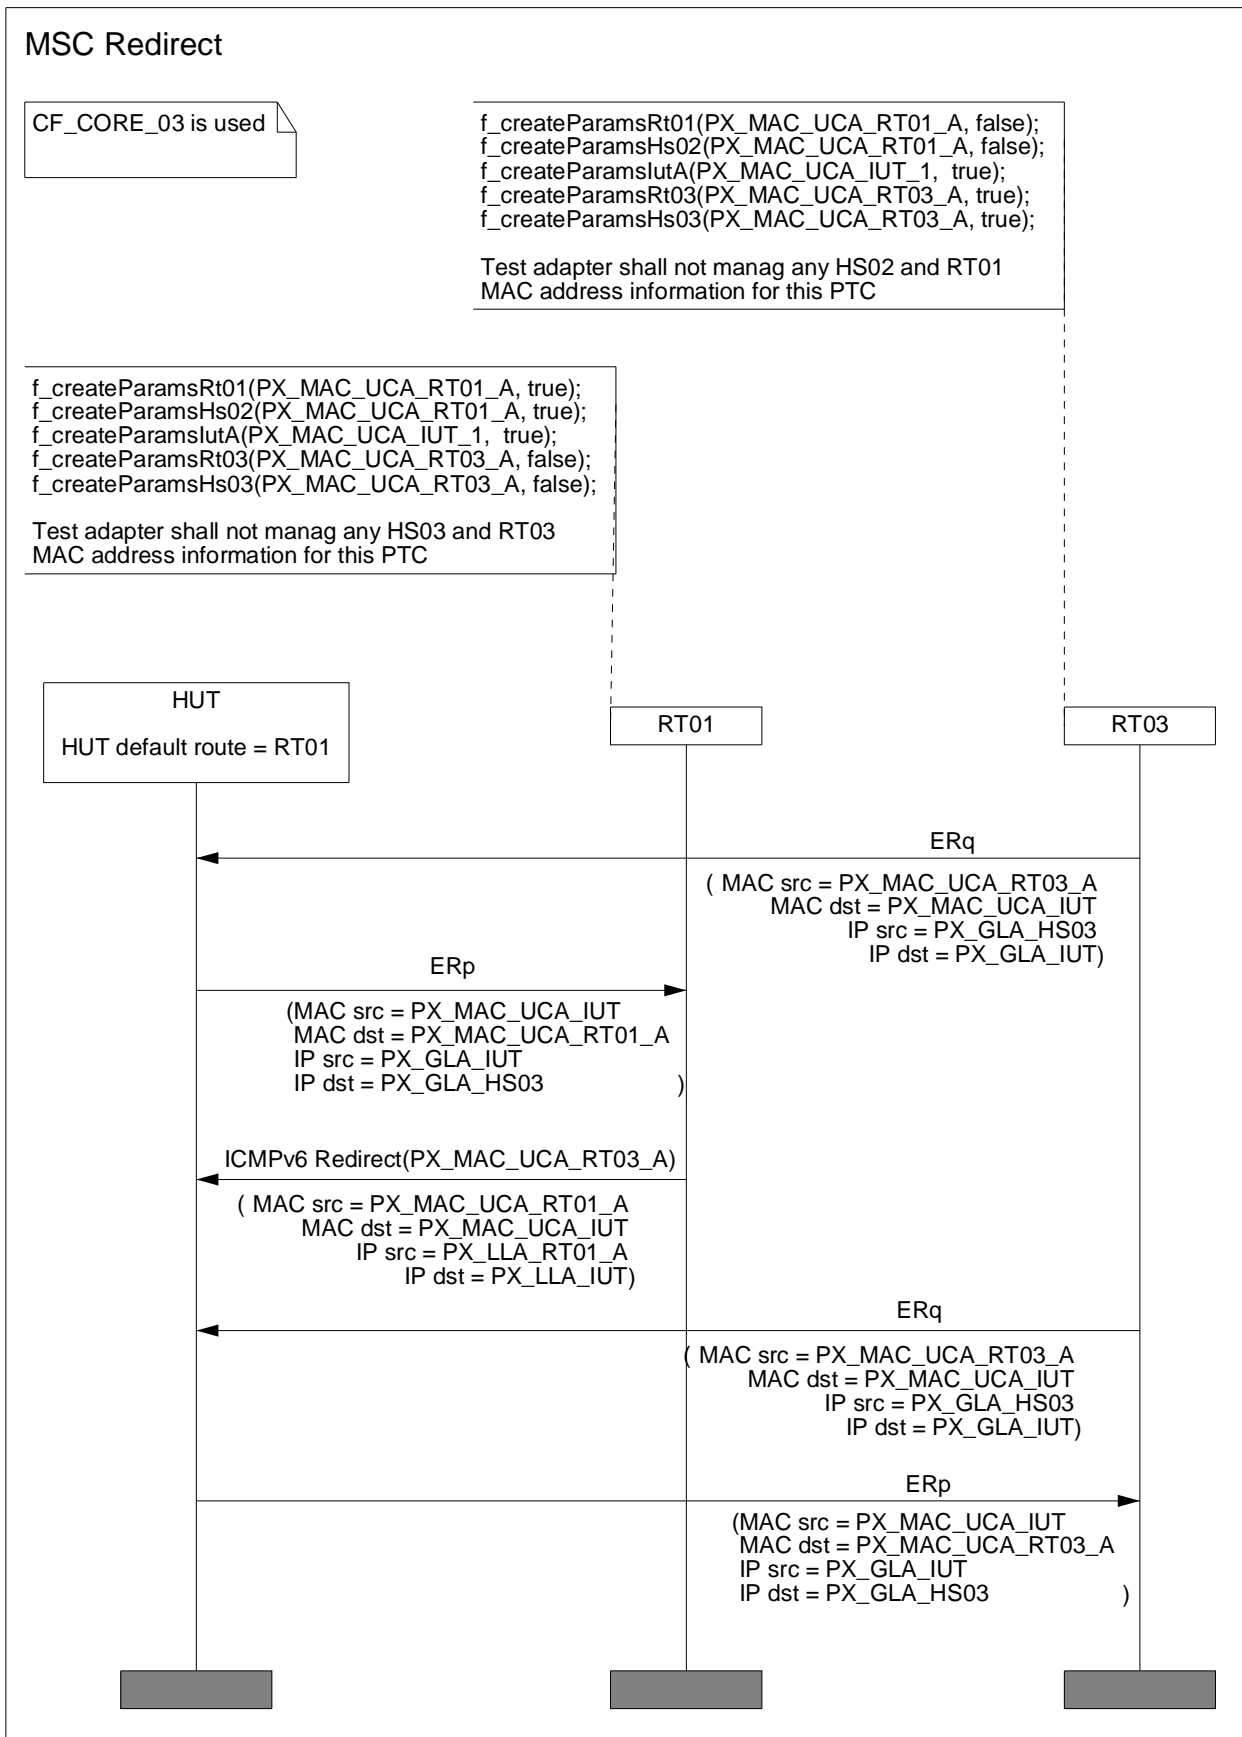 MSC Redirect
CF_CORE_03 is used
f_createParamsRt01(PX_MAC_UCA_RT01_A, false);
f_createParamsHs02(PX_MAC_UCA_RT01_A, false);
f_createParamsIutA(PX_MAC_UCA_IUT_1,  true);
f_createParamsRt03(PX_MAC_UCA_RT03_A, true);
f_createParamsHs03(PX_MAC_UCA_RT03_A, true);
Test adapter shall not manag any HS02 and RT01
MAC address information for this PTC
f_createParamsRt01(PX_MAC_UCA_RT01_A, true);
f_createParamsHs02(PX_MAC_UCA_RT01_A, true);
f_createParamsIutA(PX_MAC_UCA_IUT_1,  true);
f_createParamsRt03(PX_MAC_UCA_RT03_A, false);
f_createParamsHs03(PX_MAC_UCA_RT03_A, false);
Test adapter shall not manag any HS03 and RT03
MAC address information for this PTC
HUT
HUT default route = RT01
RT01
RT03
ERq
( MAC src = PX_MAC_UCA_RT03_A
MAC dst = PX_MAC_UCA_IUT
IP src = PX_GLA_HS03
IP dst = PX_GLA_IUT)
ERp
(MAC src = PX_MAC_UCA_IUT
MAC dst = PX_MAC_UCA_RT01_A
IP src = PX_GLA_IUT
IP dst = PX_GLA_HS03 )
ICMPv6 Redirect(PX_MAC_UCA_RT03_A)
( MAC src = PX_MAC_UCA_RT01_A
MAC dst = PX_MAC_UCA_IUT
IP src = PX_LLA_RT01_A
IP dst = PX_LLA_IUT)
ERq
( MAC src = PX_MAC_UCA_RT03_A
MAC dst = PX_MAC_UCA_IUT
IP src = PX_GLA_HS03
IP dst = PX_GLA_IUT)
ERp
(MAC src = PX_MAC_UCA_IUT
MAC dst = PX_MAC_UCA_RT03_A
IP src = PX_GLA_IUT
IP dst = PX_GLA_HS03 )